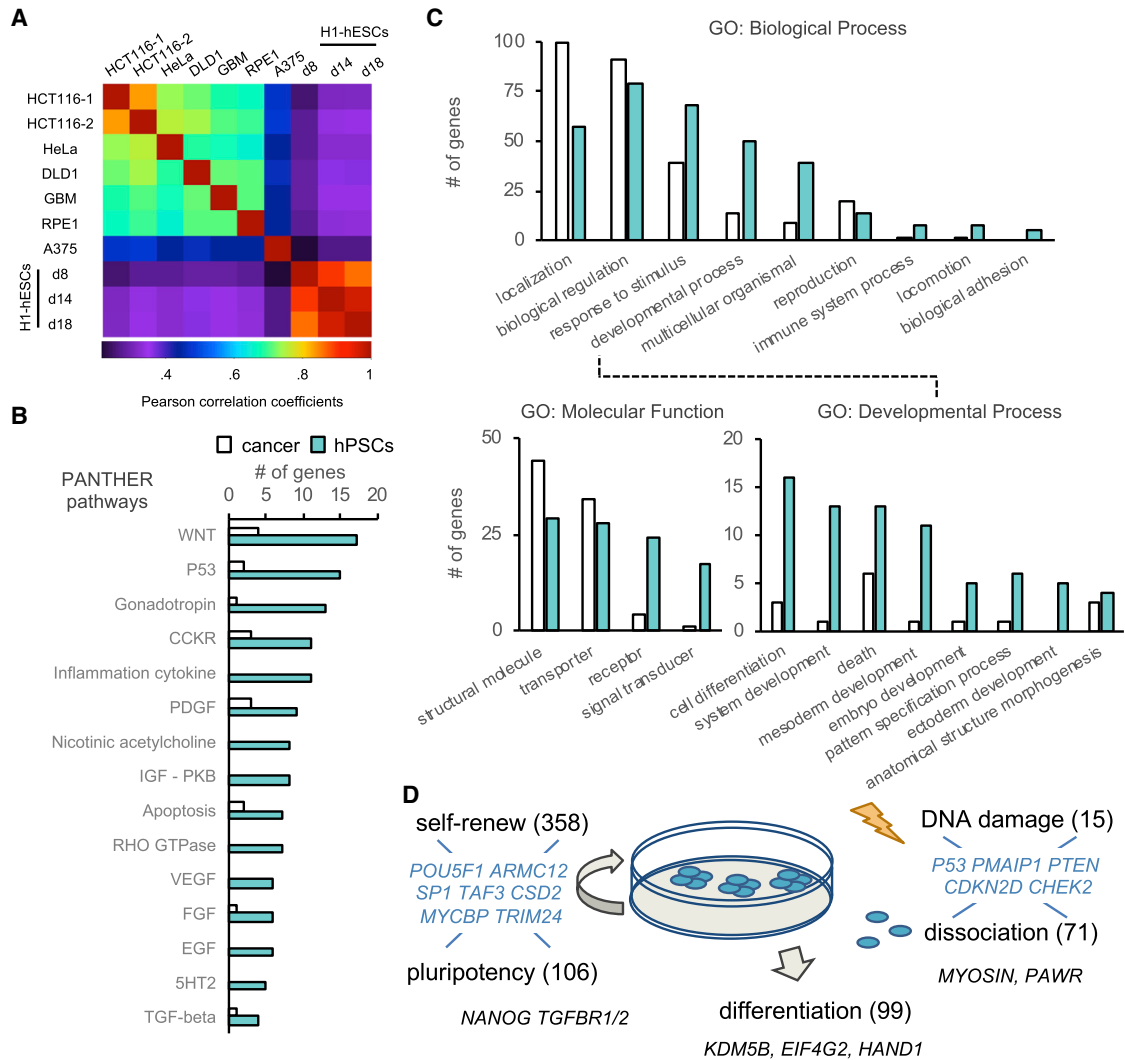 A
H1-hESCs
HCT116-1
HCT116-2
HeLa
DLD1
GBM
RPE1
A375
d8
d14
d18
HCT116-1
HCT116-2
HeLa
DLD1
GBM
RPE1
A375
H1-hESCs
d8
d14
d18
.4 .6 .8 1
Pearson correlation coefficients
B
cancer hPSCs
PANTHER
pathways
# of genes
0 5 10 15 20
WNT
P53
Gonadotropin
CCKR
Inflammation cytokine
PDGF
Nicotinic acetylcholine
IGF - PKB
Apoptosis
RHO GTPase
VEGF
FGF
EGF
5HT2
TGF-beta
C
GO: Biological Process
# of genes
100
75
50
25
0
localization
biological regulation
response to stimulus
developmental process
multicellular organismal
reproduction
immune system process
locomotion
biological adhesion
GO: Molecular Function
# of genes
50
25
0
structural molecule
transporter
receptor
signal transducer
GO: Developmental Process
20
15
10
5
0
cell differentiation
system development
death
mesoderm development
embryo development
pattern specification process
ectoderm development
anatomical structure morphogenesis
D
self-renew (358)
POU5F1 ARMC12
SP1 TAF3 CSD2
MYCBP TRIM24
pluripotency (106)
NANOG TGFBR1/2
differentiation (99)
KDM5B, EIF4G2, HAND1
DNA damage (15)
P53 PMAIP1 PTEN
CDKN2D CHEK2
dissociation (71)
MYOSIN, PAWR